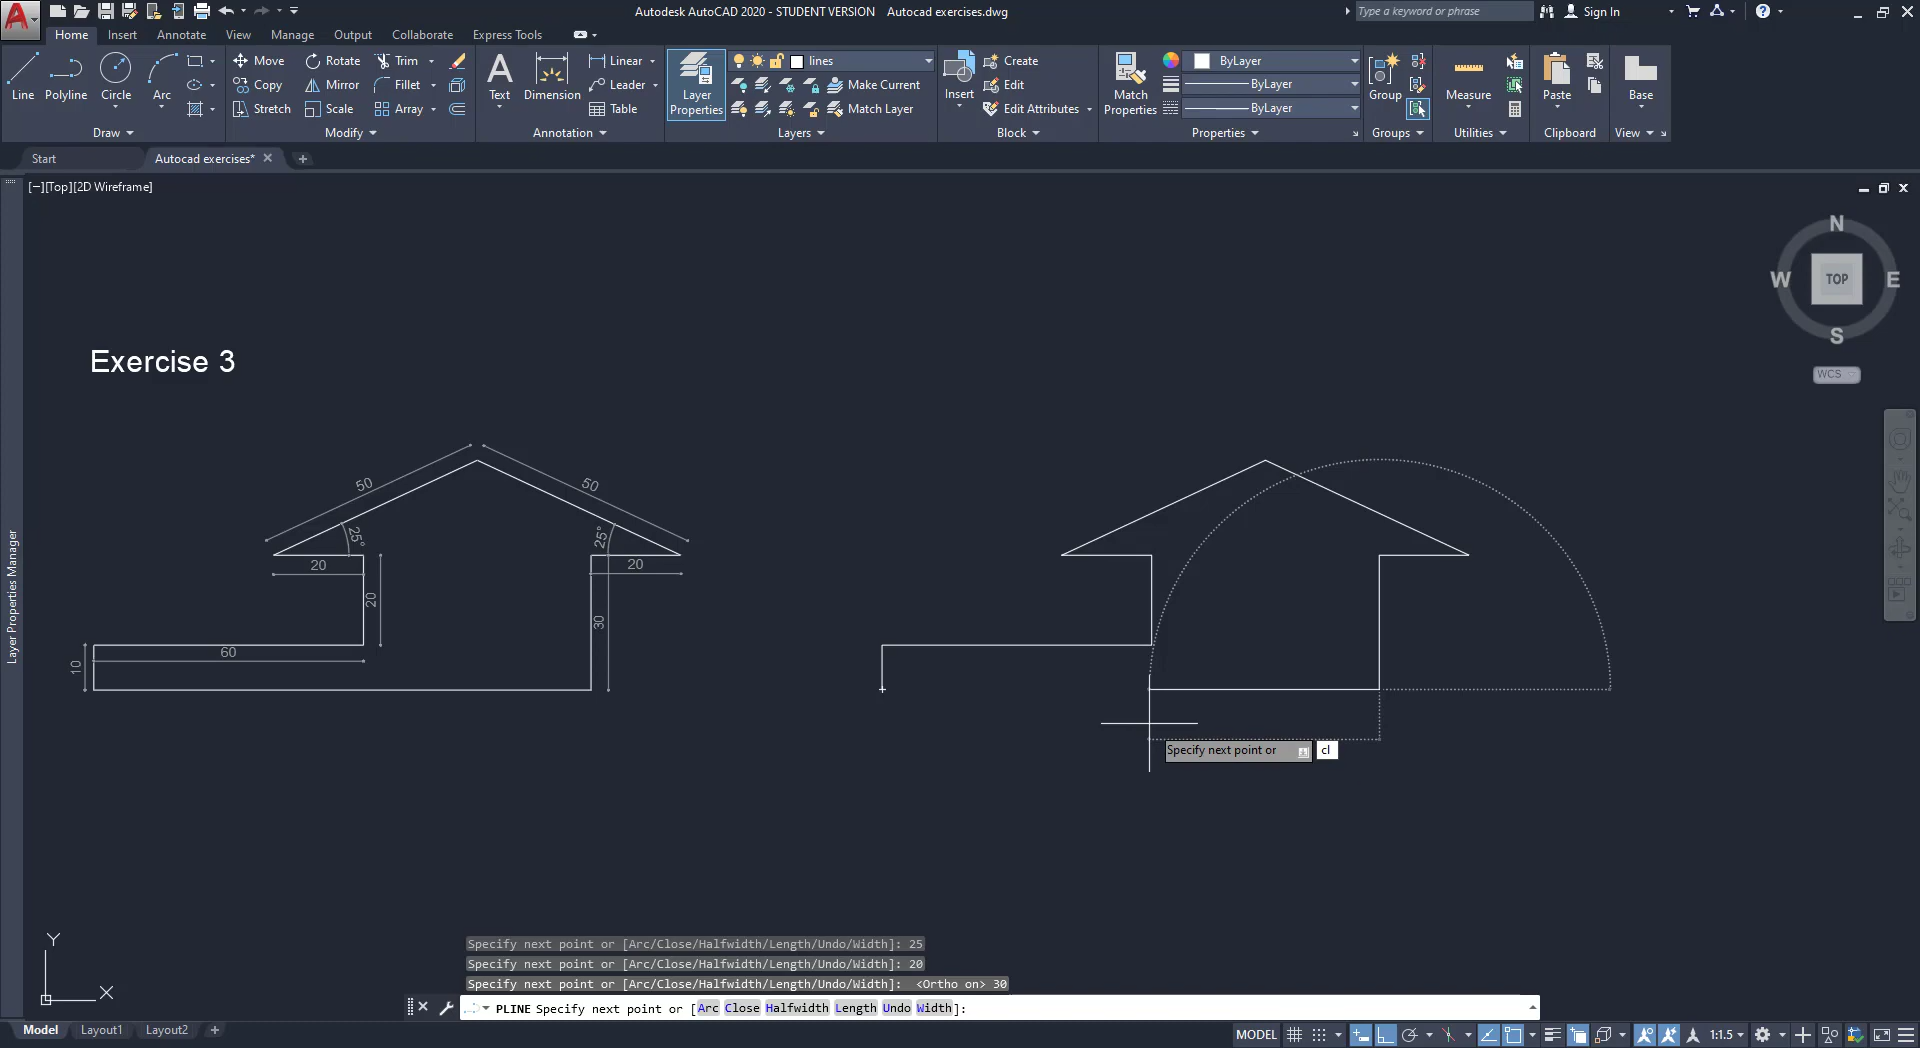 Autodesk AutoCAD 2020 - STUDENT VERSION Autocad exercises.dwg
Type a keyword or phrase
Sign In
Home Insert Annotate View Manage Output Collaborate Express Tools
Line Polyline Circle Arc
Draw
Move Rotate Trim
Copy Mirror Fillet
Stretch Scale Array
Modify
Text Dimension
Linear
Leader
Table
Annotation
Layer
Properties
lines
Make Current
Match Layer
Layers
Insert
Create
Edit
Edit Attributes
Block
Match
Properties
ByLayer
ByLayer
ByLayer
Properties
Group
Groups
Measure
Utilities
Paste
Clipboard
Base
View
Start Autocad exercises*
[−][Top][2D Wireframe]
N
W TOP E
S
WCS
Layer Properties Manager
Exercise 3
50 50
25° 25°
20 20
20 30
60
10
Specify next point or cl
Y
X
Specify next point or [Arc/Close/Halfwidth/Length/Undo/Width]: 25
Specify next point or [Arc/Close/Halfwidth/Length/Undo/Width]: 20
Specify next point or [Arc/Close/Halfwidth/Length/Undo/Width]: <Ortho on> 30
PLINE Specify next point or [Arc Close Halfwidth Length Undo Width]:
Model Layout1 Layout2
MODEL 1:1.5